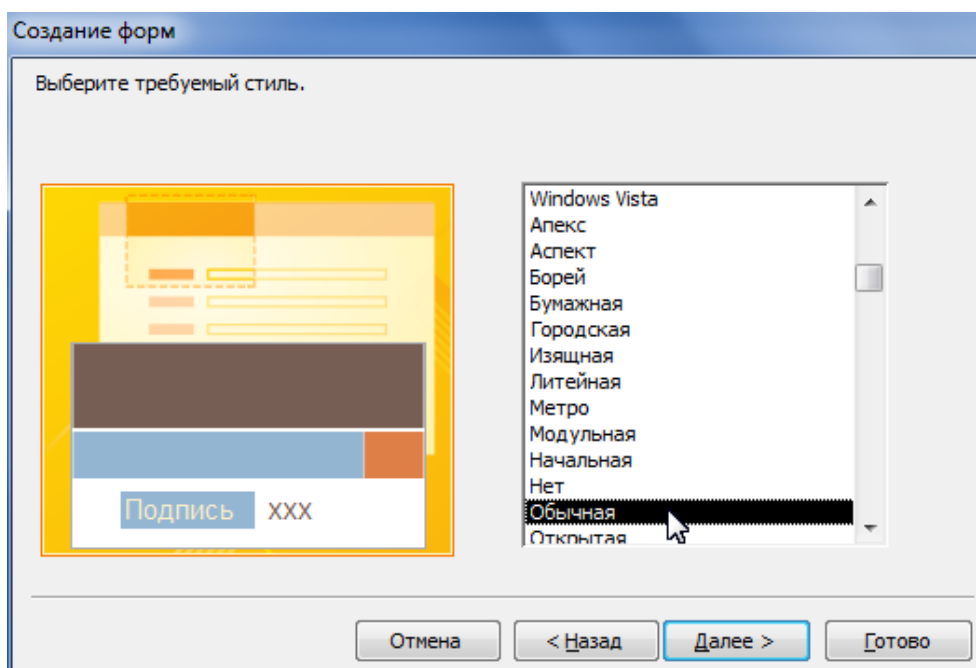 Создание форм
Выберите требуемый стиль.
Подпись xxx
Windows Vista
Апекс
Аспект
Борей
Бумажная
Городская
Изящная
Литейная
Метро
Модульная
Начальная
Нет
Обычная
Открытая
Отмена < Назад Далее > Готово